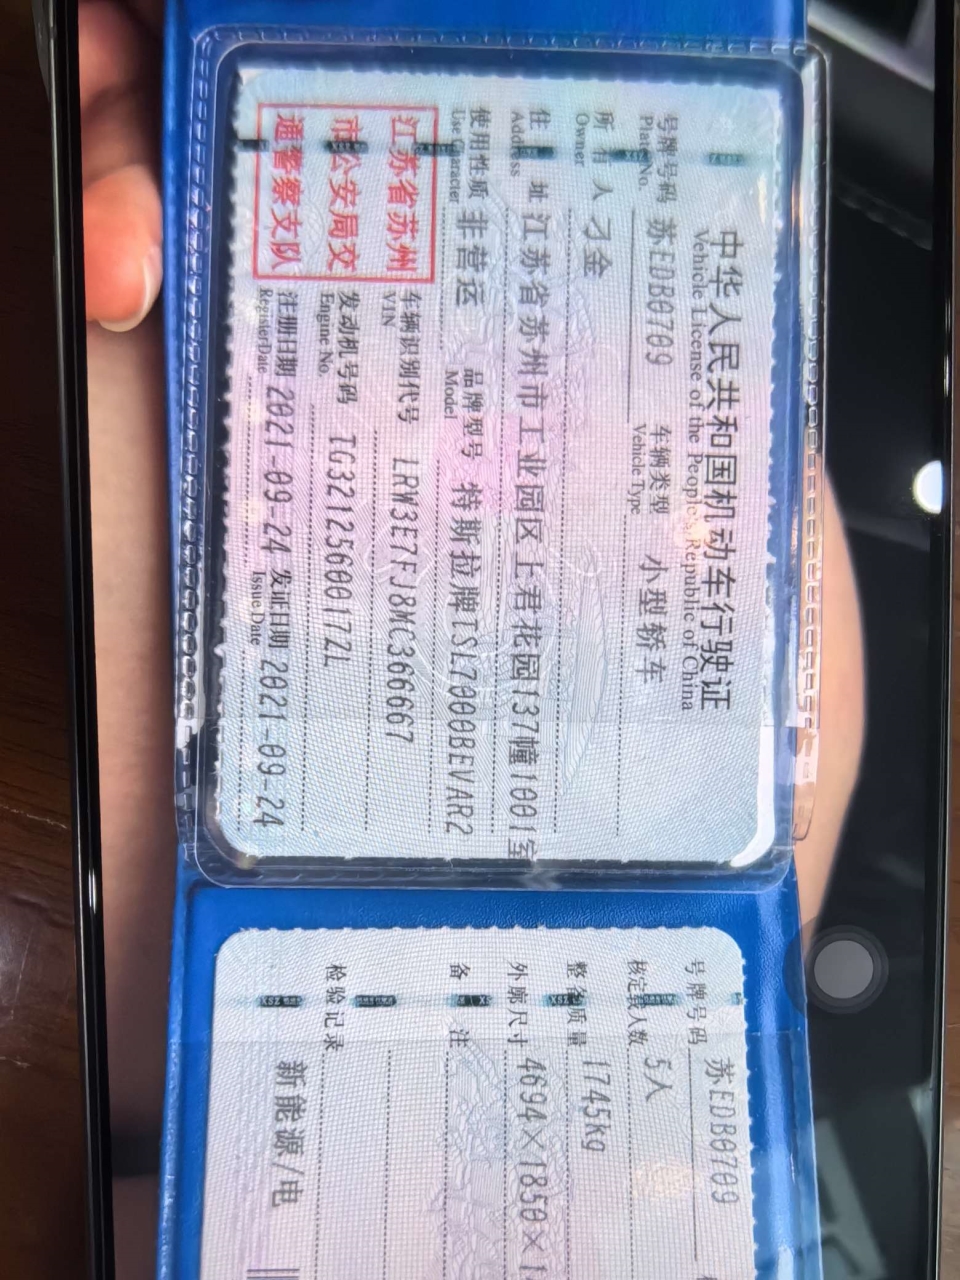 中华人民共和国机动车行驶证
Vehicle License of the People's Republic of China
号牌号码 苏EDB0709 车辆类型 小型轿车
Plate No. Vehicle Type
所有人 刁金
Owner
住址 江苏省苏州市工业园区上君花园137幢1001室
Address
使用性质 非营运 品牌型号 特斯拉牌TSL7000BEVAR2
Use Character Model
江苏省苏州
市公安局交
通警察支队
车辆识别代号 LRW3E7FJ8MC366667
VIN
发动机号码 TG3212560017ZL
Engine No.
注册日期 2021-09-24 发证日期 2021-09-24
Register Date Issue Date
号牌号码 苏EDB0709
核定载人数 5人
整备质量 1745kg
外廓尺寸 4694×1850×
备注
检验记录
新能源/电